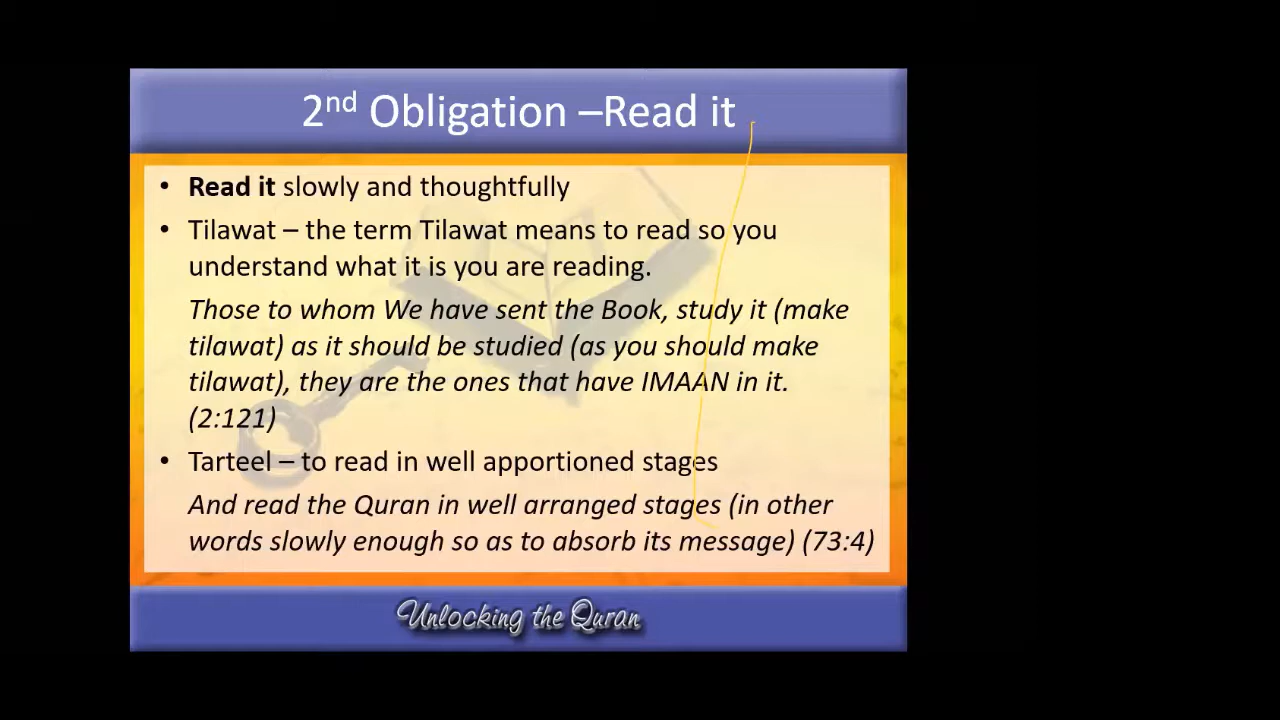 2nd Obligation –Read it
• Read it slowly and thoughtfully
• Tilawat – the term Tilawat means to read so you
understand what it is you are reading.
Those to whom We have sent the Book, study it (make
tilawat) as it should be studied (as you should make
tilawat), they are the ones that have IMAAN in it.
(2:121)
• Tarteel – to read in well apportioned stages
And read the Quran in well arranged stages (in other
words slowly enough so as to absorb its message) (73:4)
Unlocking the Quran